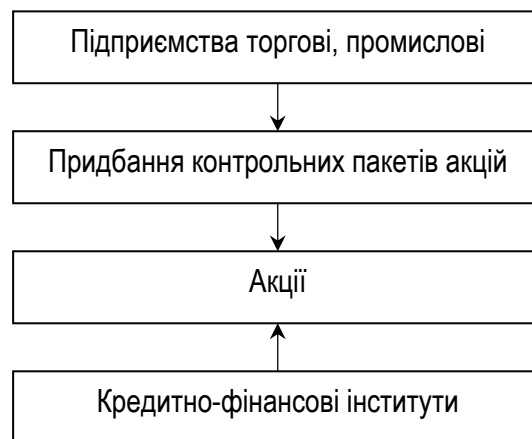 Підприємства торгові, промислові
Придбання контрольних пакетів акцій
Акції
Кредитно-фінансові інститути